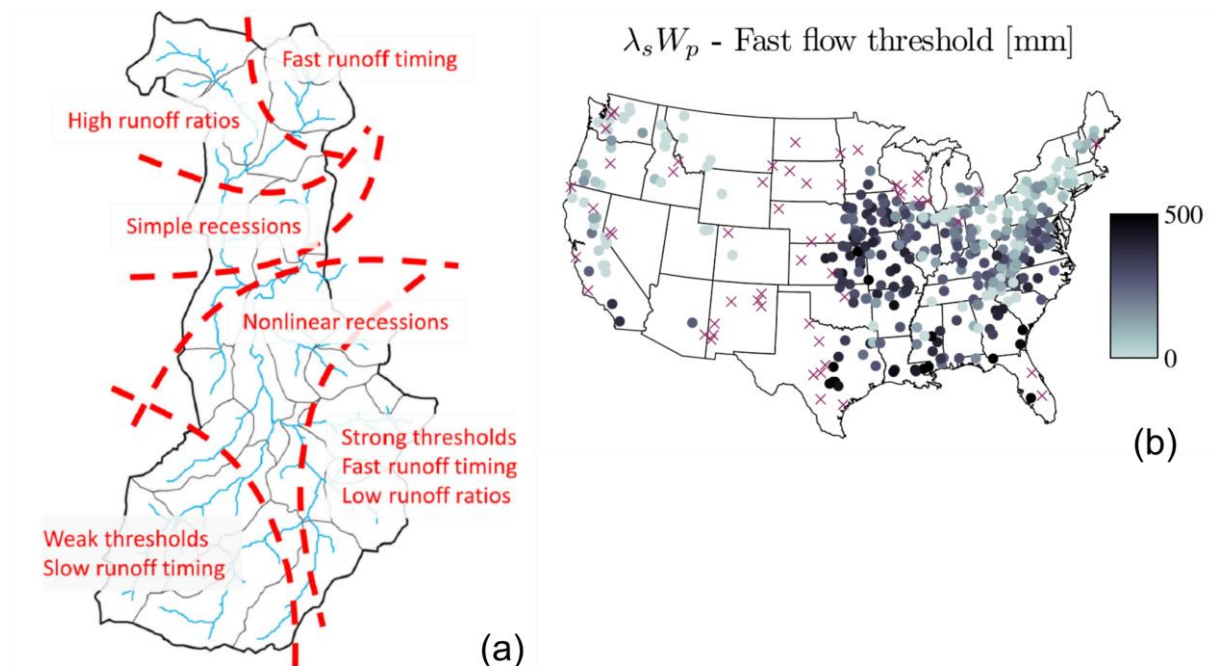 Fast runoff timing
High runoff ratios
Simple recessions
Nonlinear recessions
Strong thresholds
Fast runoff timing
Low runoff ratios
Weak thresholds
Slow runoff timing
(a)
λₛWₚ - Fast flow threshold [mm]
500
0
(b)